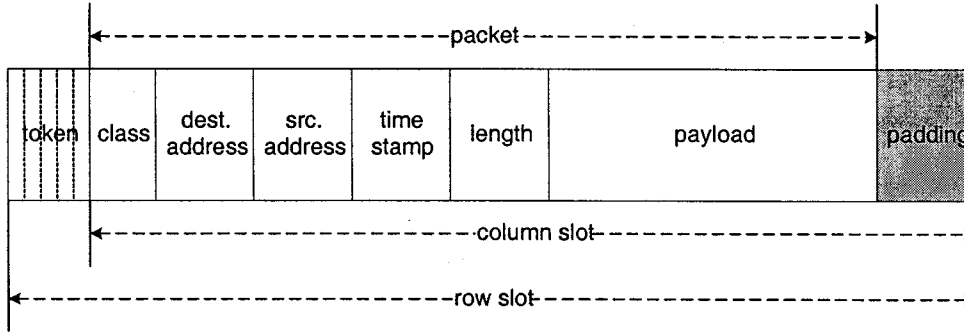 packet
token
class
dest.
address
src.
address
time
stamp
length
payload
padding
column slot
row slot